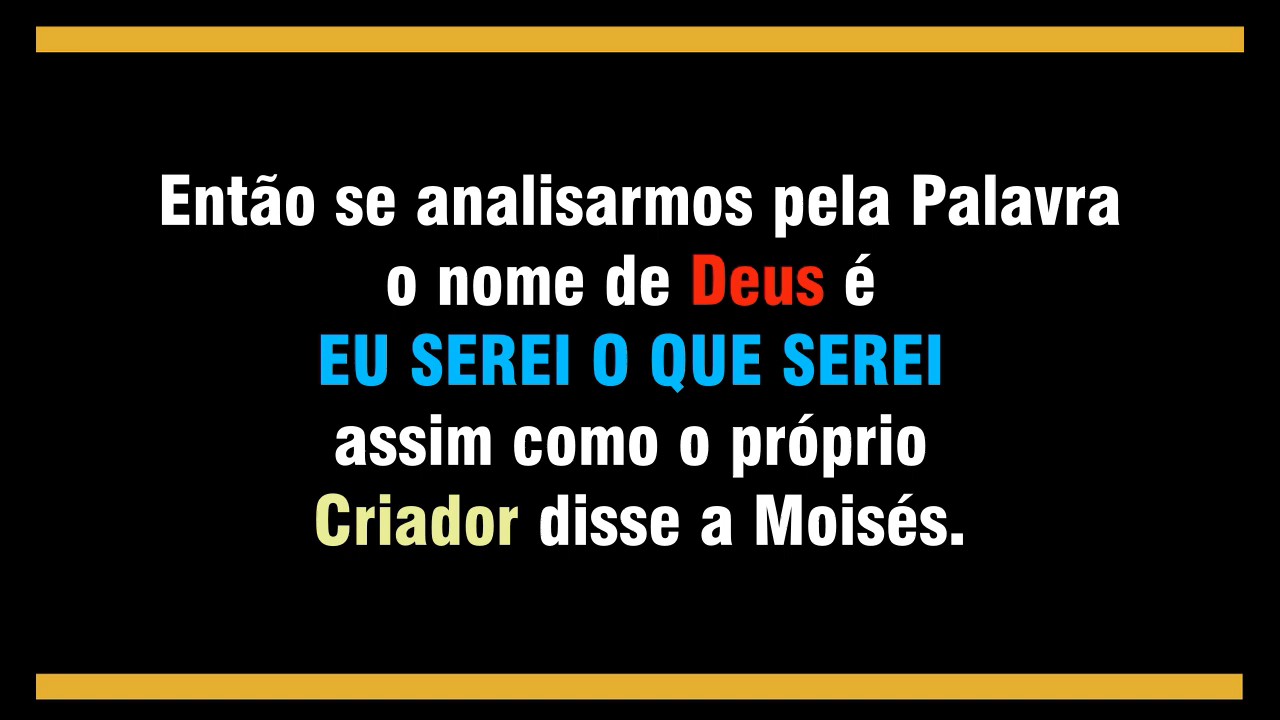 Então se analisarmos pela Palavra
o nome de Deus é
EU SEREI O QUE SEREI
assim como o próprio
Criador disse a Moisés.